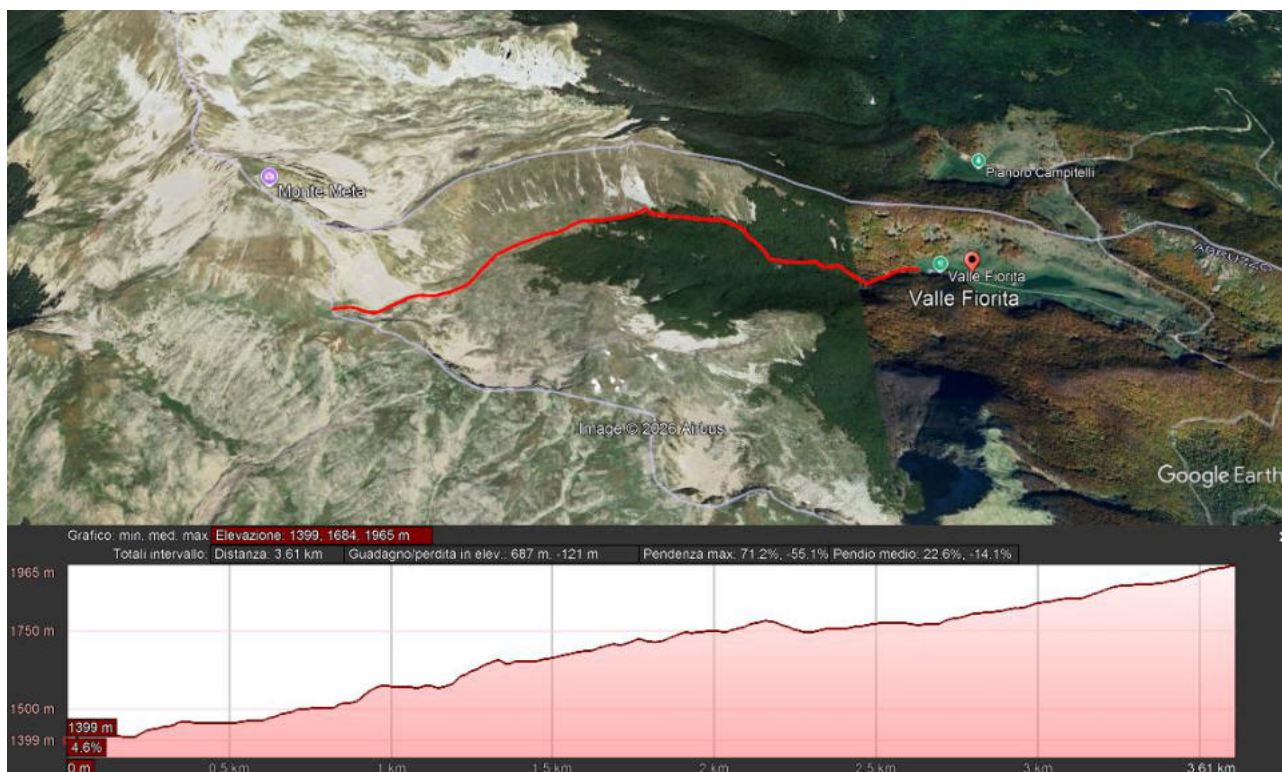 Pianoro Campitelli
Monte Meta
ABRUZZO
Valle Fiorita
Valle Fiorita
Image © 2026 Airbus
Google Earth
Grafico: min. med. max. Elevazione: 1399, 1684, 1965 m
Totali intervallo: Distanza: 3.61 km Guadagno/perdita in elev.: 687 m, -121 m Pendenza max: 71.2%, -55.1% Pendio medio: 22.6%, -14.1%
1965 m
1750 m
1500 m
1399 m
1399 m
4.6%
0 m 0.5 km 1 km 1.5 km 2 km 2.5 km 3 km 3.61 km